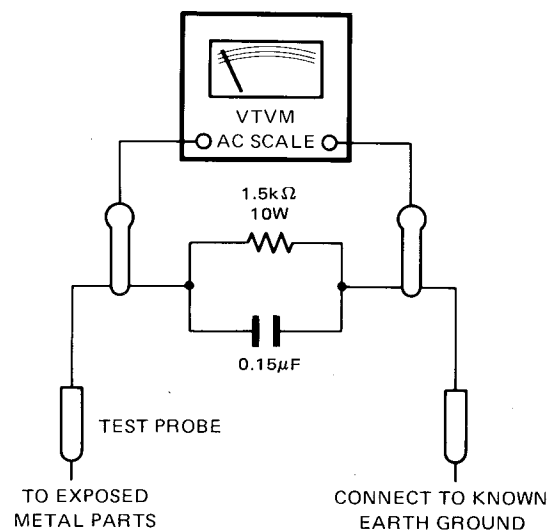 VTVM
AC SCALE
1.5kΩ
10W
0.15μF
TEST PROBE
TO EXPOSED
METAL PARTS
CONNECT TO KNOWN
EARTH GROUND